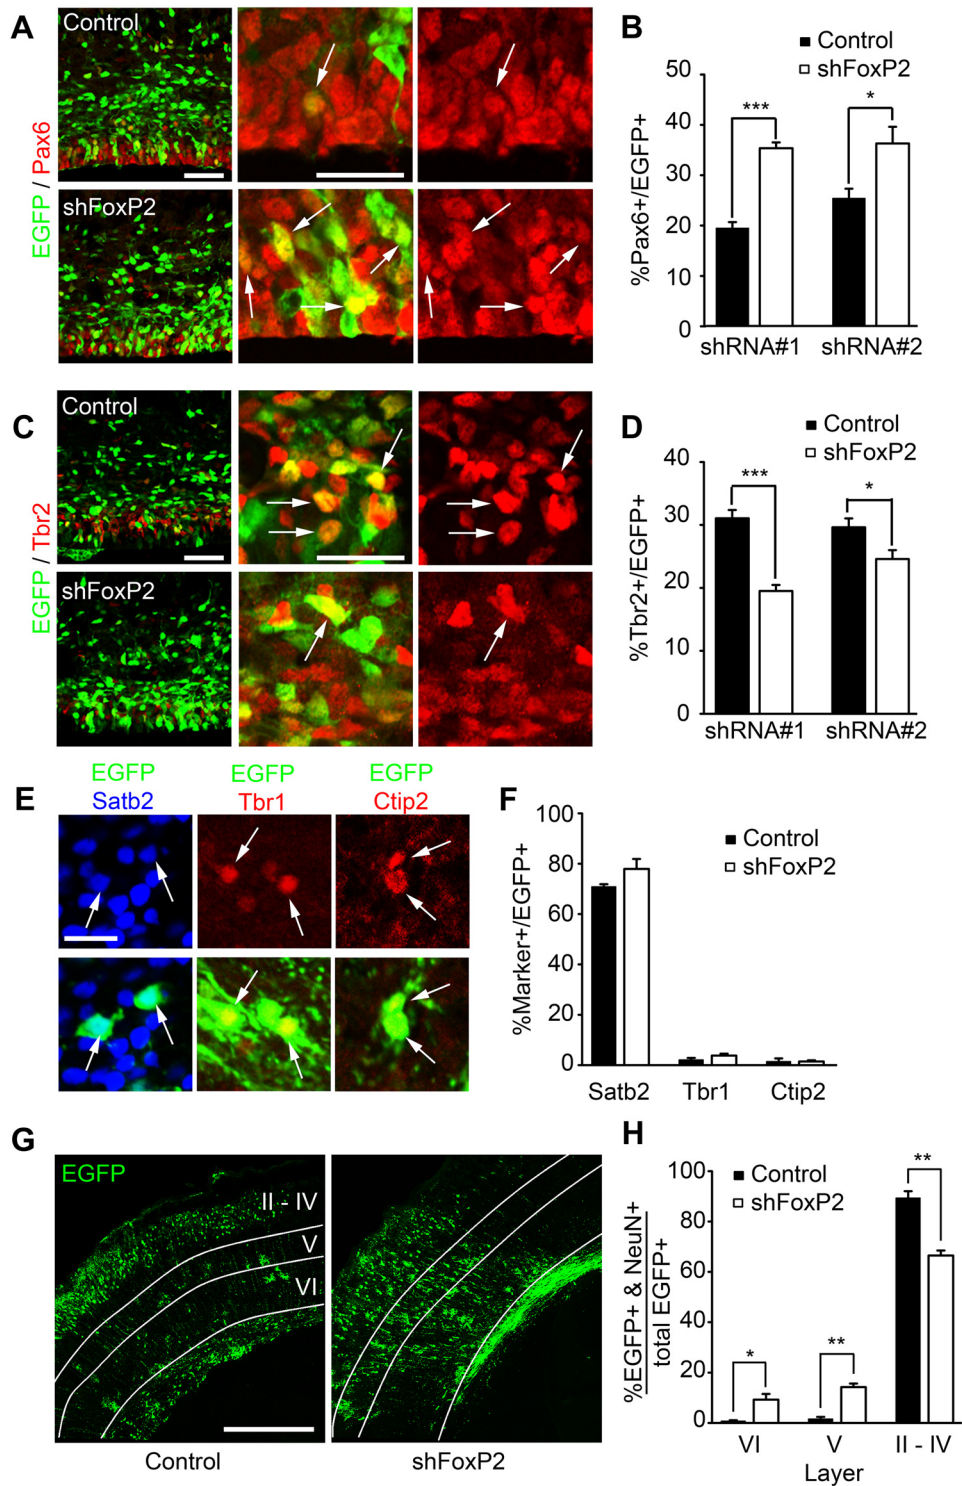 A
Control
EGFP / Pax6
shFoxP2
B
Control
shFoxP2
%Pax6+/EGFP+
50
40
30
20
10
0
***
*
shRNA#1
shRNA#2
C
Control
EGFP / Tbr2
shFoxP2
D
Control
shFoxP2
%Tbr2+/EGFP+
40
30
20
10
0
***
*
shRNA#1
shRNA#2
E
EGFP
Satb2
EGFP
Tbr1
EGFP
Ctip2
F
Control
shFoxP2
%Marker+/EGFP+
100
80
60
40
20
0
Satb2
Tbr1
Ctip2
G
EGFP
II - IV
V
VI
Control
shFoxP2
H
Control
shFoxP2
%EGFP+ & NeuN+
total EGFP+
100
80
60
40
20
0
*
**
**
VI
V
II - IV
Layer